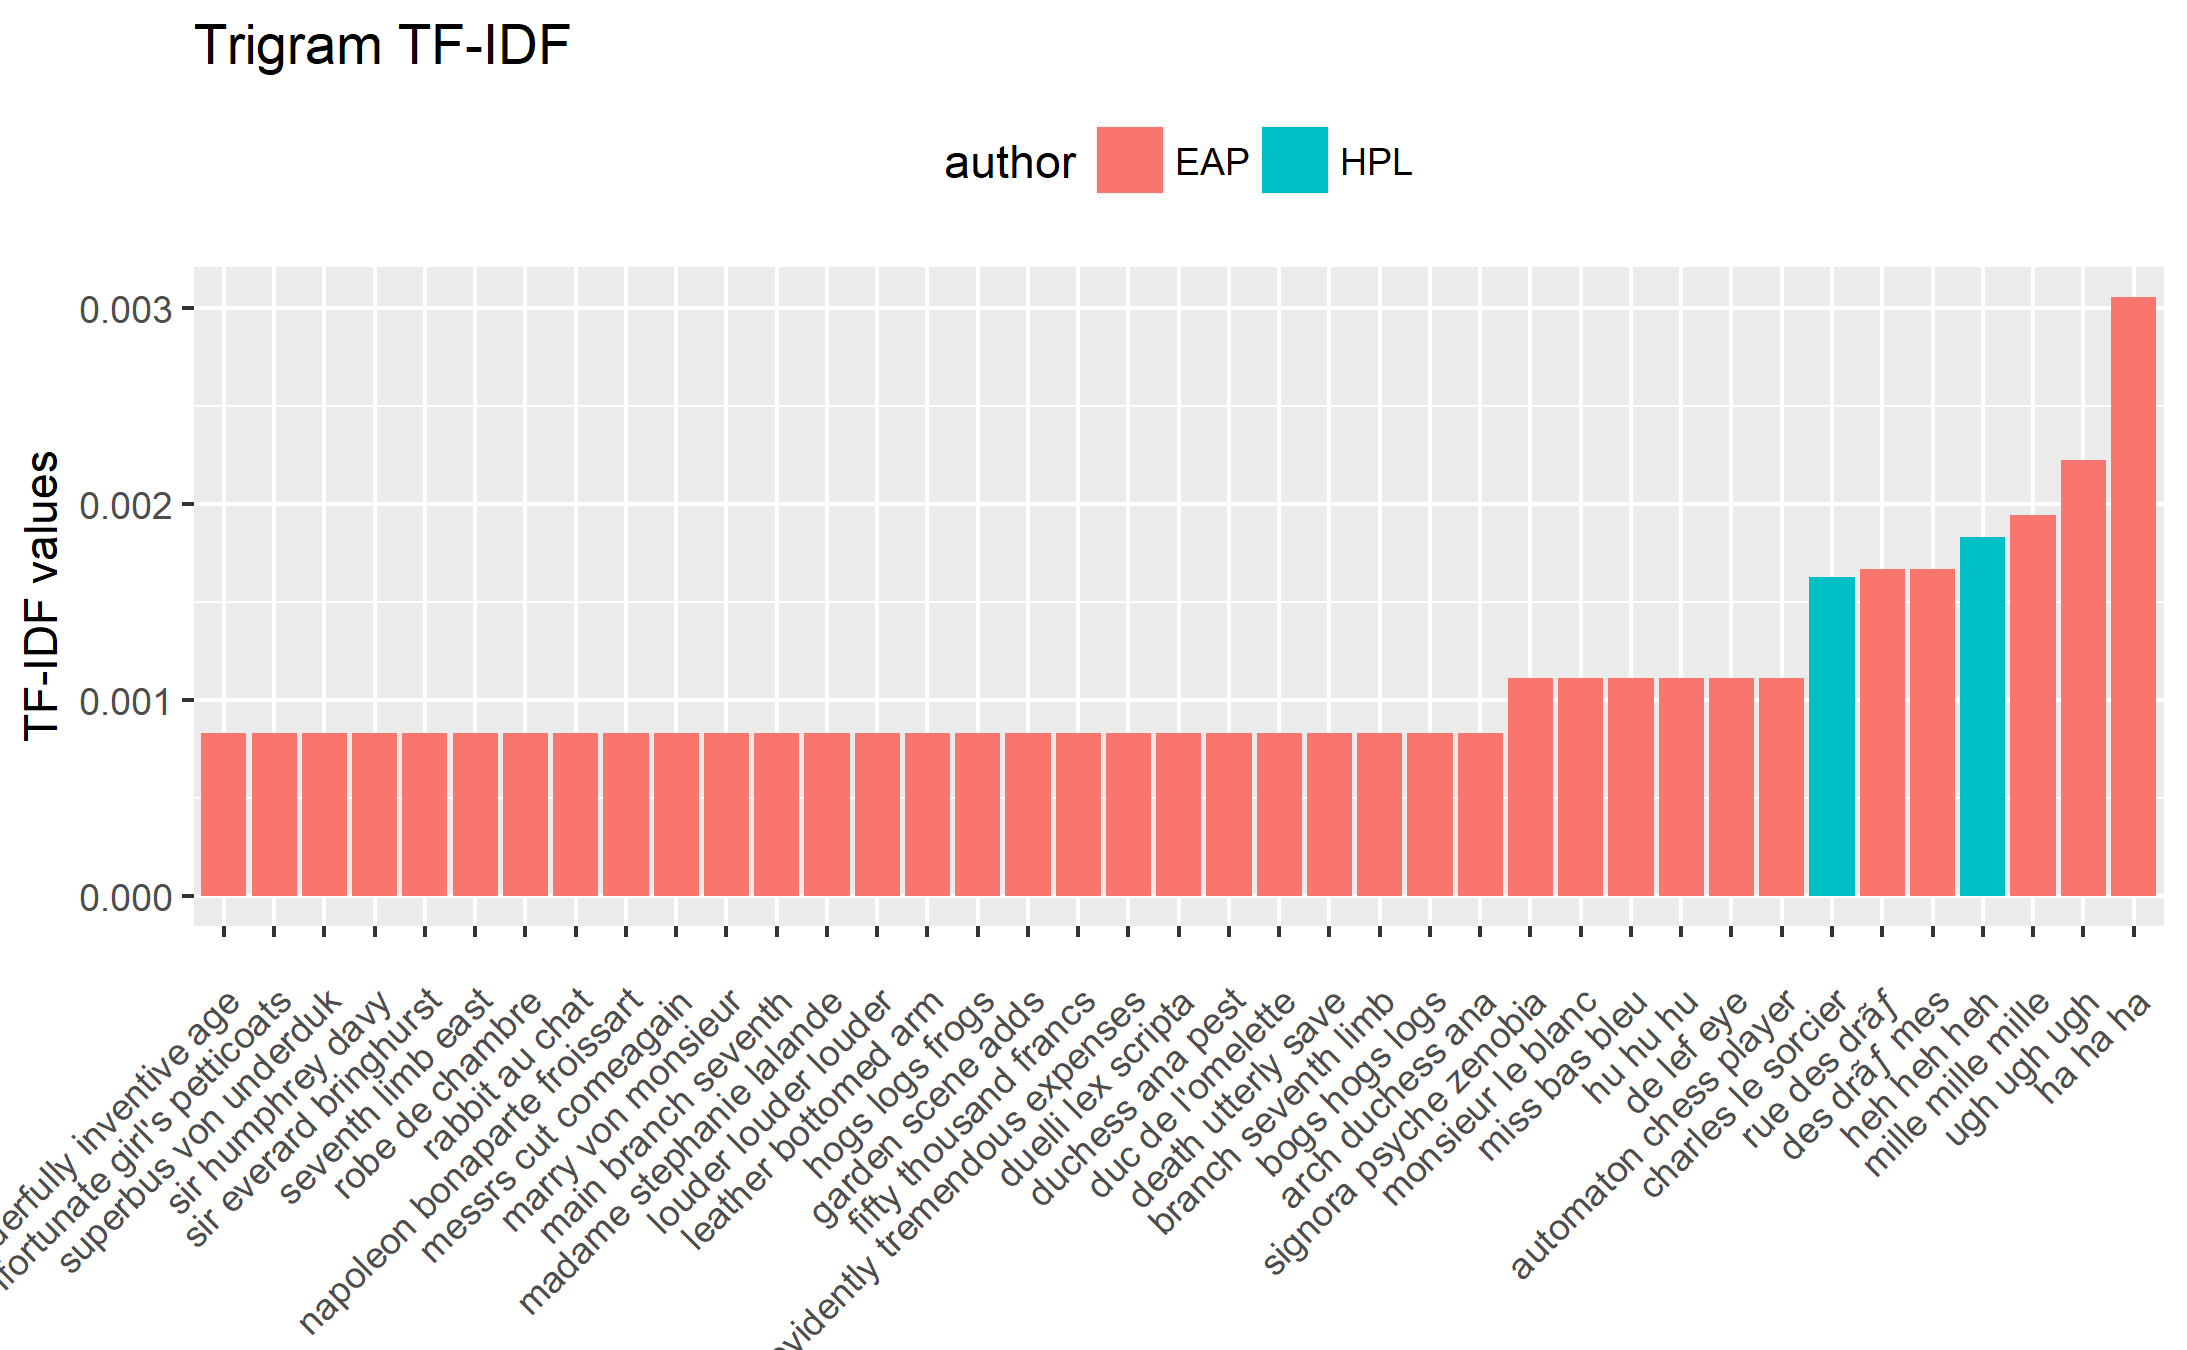 Trigram TF-IDF
author EAP HPL
TF-IDF values
0.003
0.002
0.001
0.000
inventive age
girl's petticoats
superbus von underduk
sir humphrey davy
sir everard bringhurst
seventh limb east
robe de chambre
rabbit au chat
napoleon bonaparte froissart
messrs cut comeagain
marry von monsieur
main branch seventh
madame stephanie lalande
louder louder louder
leather bottomed arm
hogs logs frogs
garden scene adds
fifty thousand francs
tremendous expenses
duelli lex scripta
duchess ana pest
duc de l'omelette
death utterly save
branch seventh limb
bogs hogs logs
arch duchess ana
signora psyche zenobia
monsieur le blanc
miss bas bleu
hu hu hu
de lef eye
automaton chess player
charles le sorcier
rue des drãƒ
des drãƒ mes
heh heh heh
mille mille mille
ugh ugh ugh
ha ha ha